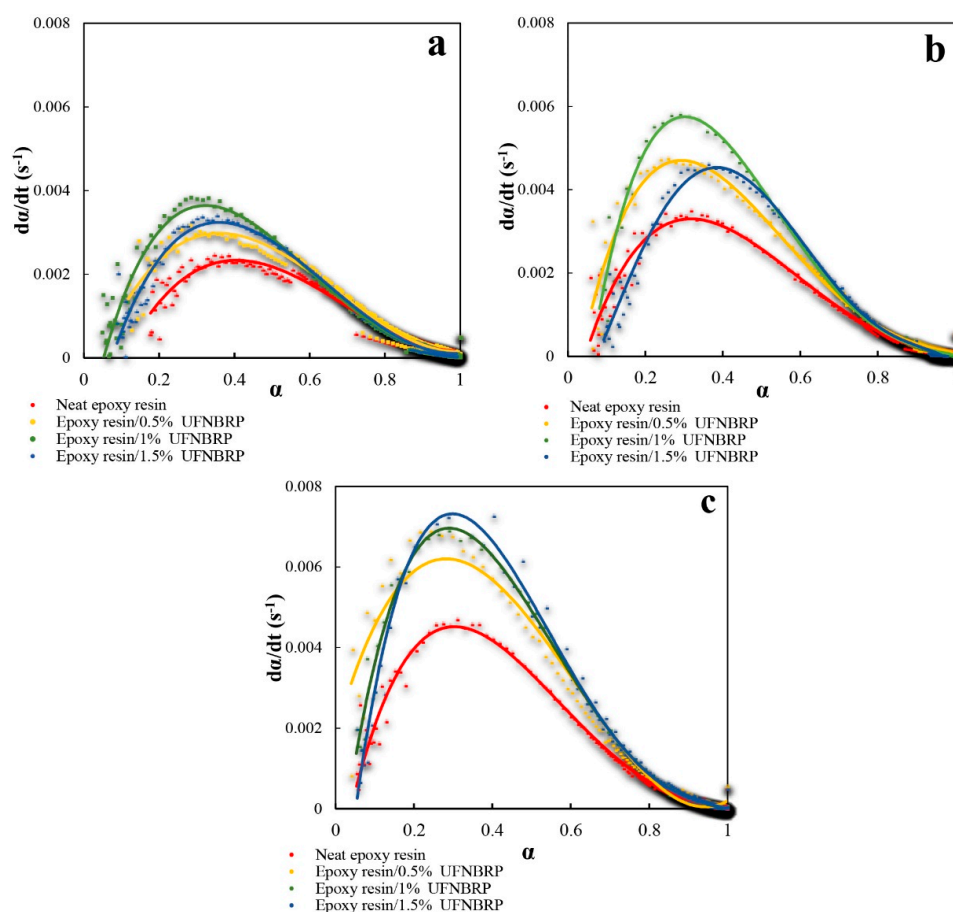 a
0.008
0.006
0.004
0.002
0
dα/dt (s⁻¹)
0 0.2 0.4 0.6 0.8 1
α
Neat epoxy resin
Epoxy resin/0.5% UFNBRP
Epoxy resin/1% UFNBRP
Epoxy resin/1.5% UFNBRP
b
0.008
0.006
0.004
0.002
0
dα/dt (s⁻¹)
0 0.2 0.4 0.6 0.8 1
α
Neat epoxy resin
Epoxy resin/0.5% UFNBRP
Epoxy resin/1% UFNBRP
Epoxy resin/1.5% UFNBRP
c
0.008
0.006
0.004
0.002
0
dα/dt (s⁻¹)
0 0.2 0.4 0.6 0.8 1
α
Neat epoxy resin
Epoxy resin/0.5% UFNBRP
Epoxy resin/1% UFNBRP
Epoxy resin/1.5% UFNBRP